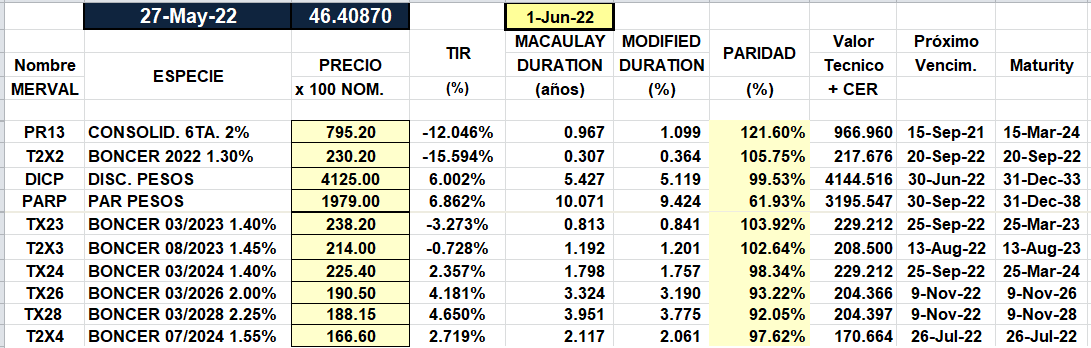 27-May-22 46.40870 1-Jun-22
MACAULAY MODIFIED Valor Próximo
TIR
Nombre PRECIO DURATION DURATION PARIDAD Tecnico Vencim. Maturity
ESPECIE
MERVAL x 100 NOM. (%) (años) (%) (%) + CER
PR13 CONSOLID. 6TA. 2% 795.20 -12.046% 0.967 1.099 121.60% 966.960 15-Sep-21 15-Mar-24
T2X2 BONCER 2022 1.30% 230.20 -15.594% 0.307 0.364 105.75% 217.676 20-Sep-22 20-Sep-22
DICP DISC. PESOS 4125.00 6.002% 5.427 5.119 99.53% 4144.516 30-Jun-22 31-Dec-33
PARP PAR PESOS 1979.00 6.862% 10.071 9.424 61.93% 3195.547 30-Sep-22 31-Dec-38
TX23 BONCER 03/2023 1.40% 238.20 -3.273% 0.813 0.841 103.92% 229.212 25-Sep-22 25-Mar-23
T2X3 BONCER 08/2023 1.45% 214.00 -0.728% 1.192 1.201 102.64% 208.500 13-Aug-22 13-Aug-23
TX24 BONCER 03/2024 1.40% 225.40 2.357% 1.798 1.757 98.34% 229.212 25-Sep-22 25-Mar-24
TX26 BONCER 03/2026 2.00% 190.50 4.181% 3.324 3.190 93.22% 204.366 9-Nov-22 9-Nov-26
TX28 BONCER 03/2028 2.25% 188.15 4.650% 3.951 3.775 92.05% 204.397 9-Nov-22 9-Nov-28
T2X4 BONCER 07/2024 1.55% 166.60 2.719% 2.117 2.061 97.62% 170.664 26-Jul-22 26-Jul-22